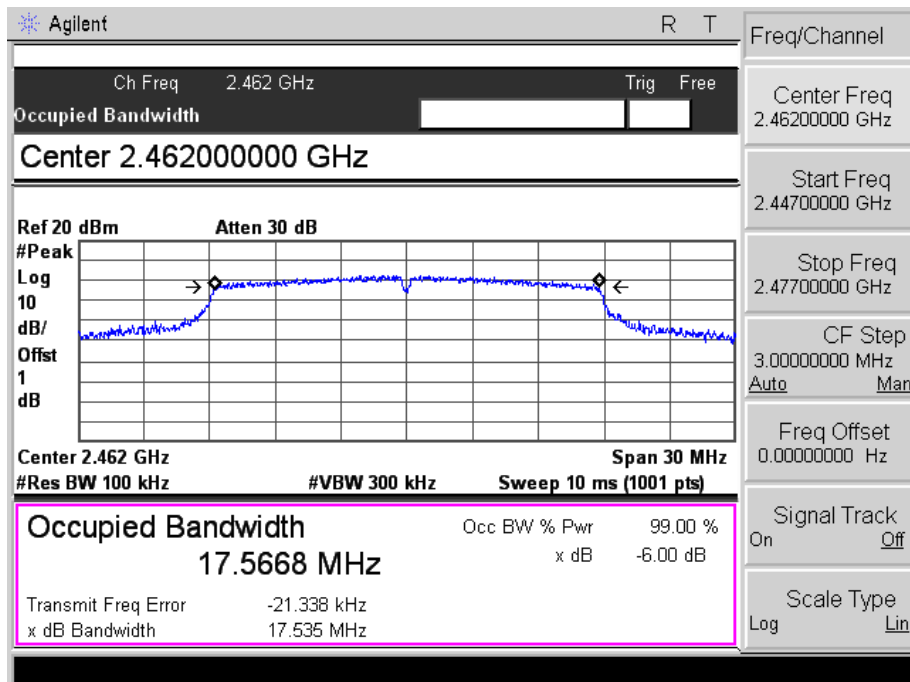 Agilent R T
Freq/Channel
Ch Freq 2.462 GHz Trig Free
Occupied Bandwidth
Center 2.462000000 GHz
Center Freq
2.46200000 GHz
Start Freq
2.44700000 GHz
Stop Freq
2.47700000 GHz
CF Step
3.00000000 MHz
Auto Man
Freq Offset
0.00000000 Hz
Signal Track
On Off
Scale Type
Log Lin
Ref 20 dBm Atten 30 dB
#Peak
Log
10
dB/
Offst
1
dB
Center 2.462 GHz Span 30 MHz
#Res BW 100 kHz #VBW 300 kHz Sweep 10 ms (1001 pts)
Occupied Bandwidth
17.5668 MHz
Occ BW % Pwr 99.00 %
x dB -6.00 dB
Transmit Freq Error -21.338 kHz
x dB Bandwidth 17.535 MHz